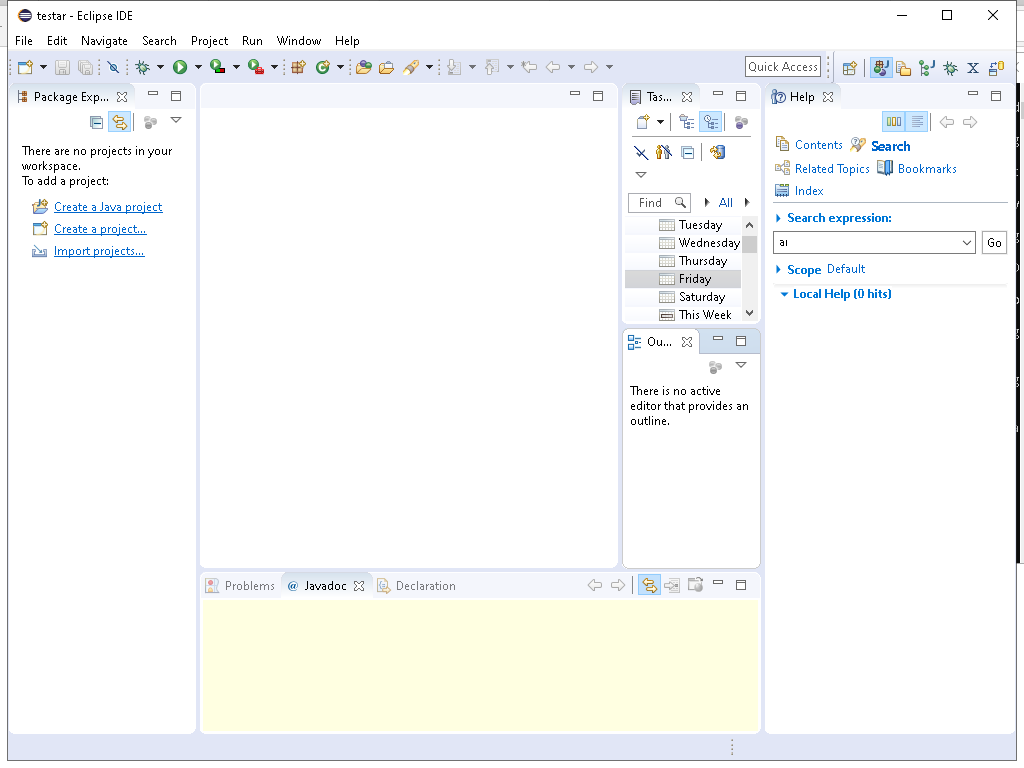 testar - Eclipse IDE
File Edit Navigate Search Project Run Window Help
Quick Access
Package Exp...
There are no projects in your
workspace.
To add a project:
Create a Java project
Create a project...
Import projects...
Tas...
Find
All
Tuesday
Wednesday
Thursday
Friday
Saturday
This Week
Ou...
There is no active
editor that provides an
outline.
Help
Contents Search
Related Topics Bookmarks
Index
Search expression:
Go
Scope Default
Local Help (0 hits)
Problems @ Javadoc Declaration